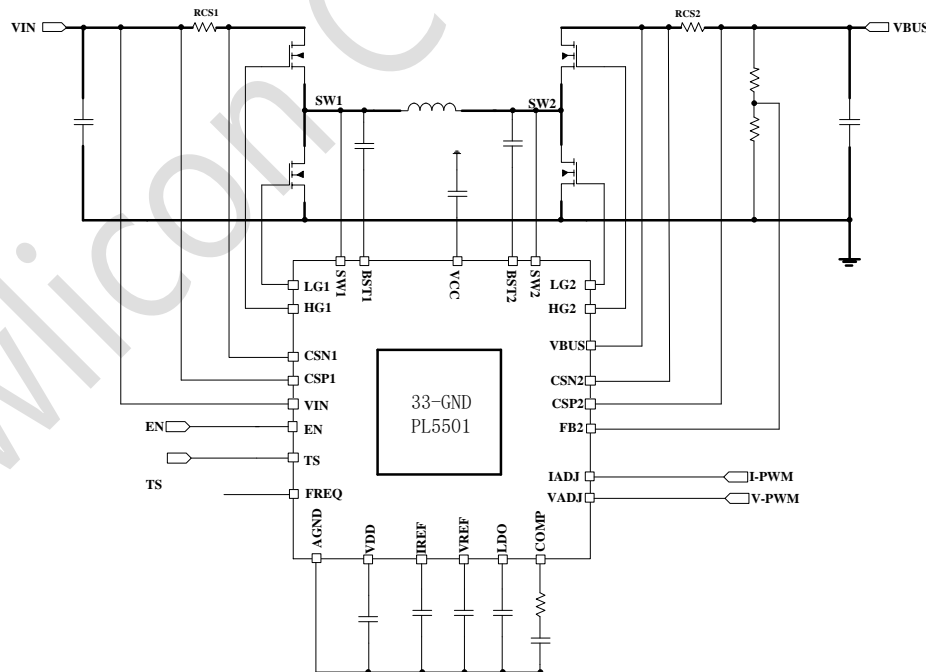 RCS1
RCS2
VIN
VBUS
SW1
SW2
SW1
BST1
VCC
BST2
SW2
LG1
LG2
HG1
HG2
VBUS
CSN1
CSN2
CSP1
CSP2
VIN
FB2
33-GND
PL5501
EN
EN
TS
TS
IADJ
I-PWM
FREQ
VADJ
V-PWM
AGND
VDD
IREF
VREF
LDO
COMP